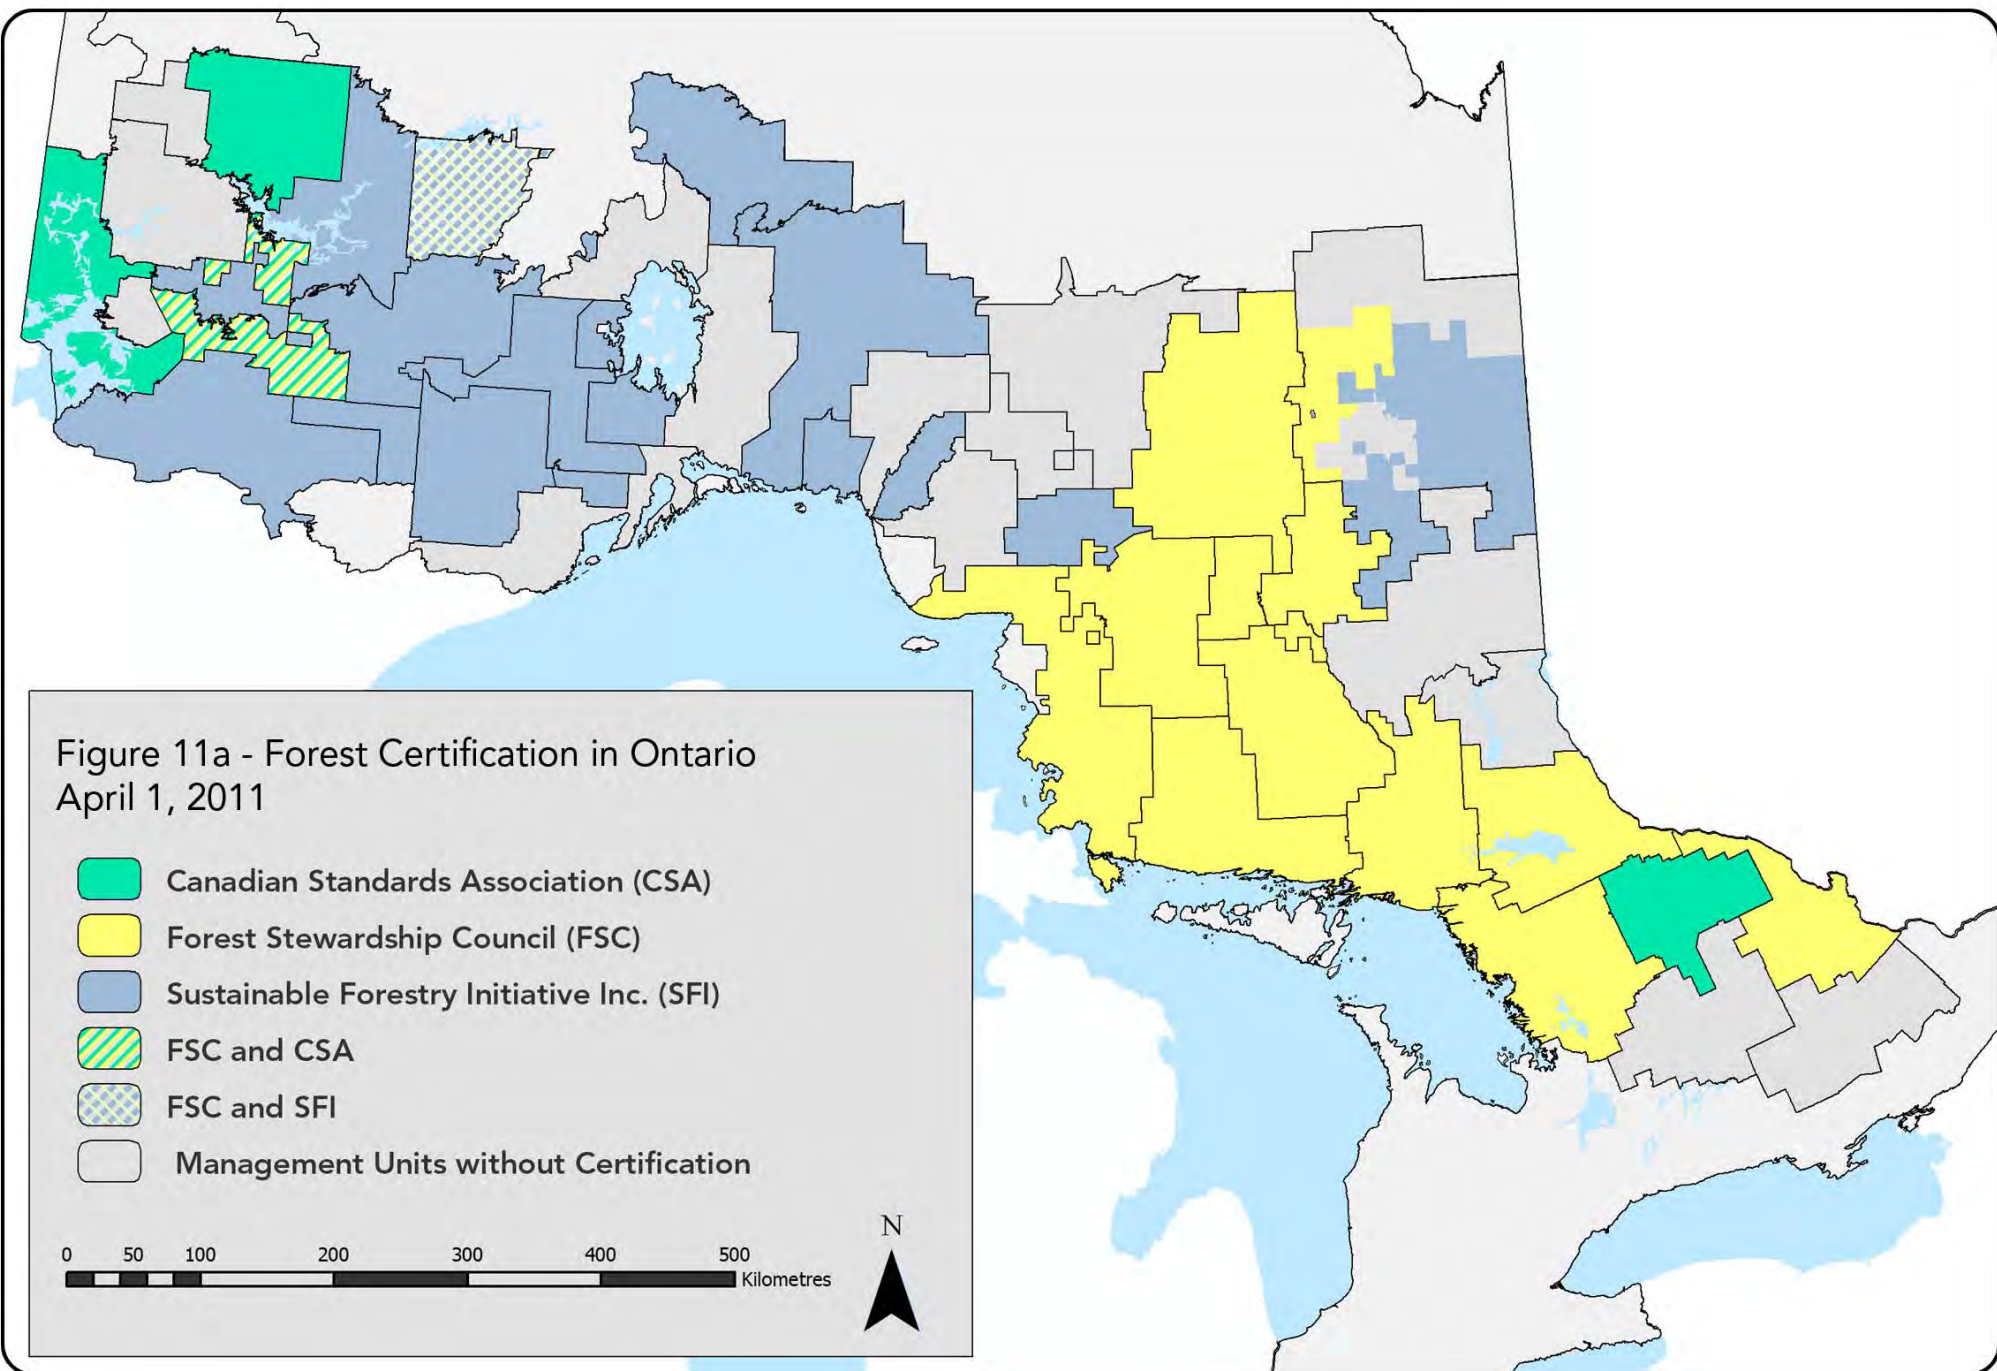 Figure 11a - Forest Certification in Ontario
April 1, 2011
Canadian Standards Association (CSA)
Forest Stewardship Council (FSC)
Sustainable Forestry Initiative Inc. (SFI)
FSC and CSA
FSC and SFI
Management Units without Certification
N
0 50 100 200 300 400 500
Kilometres